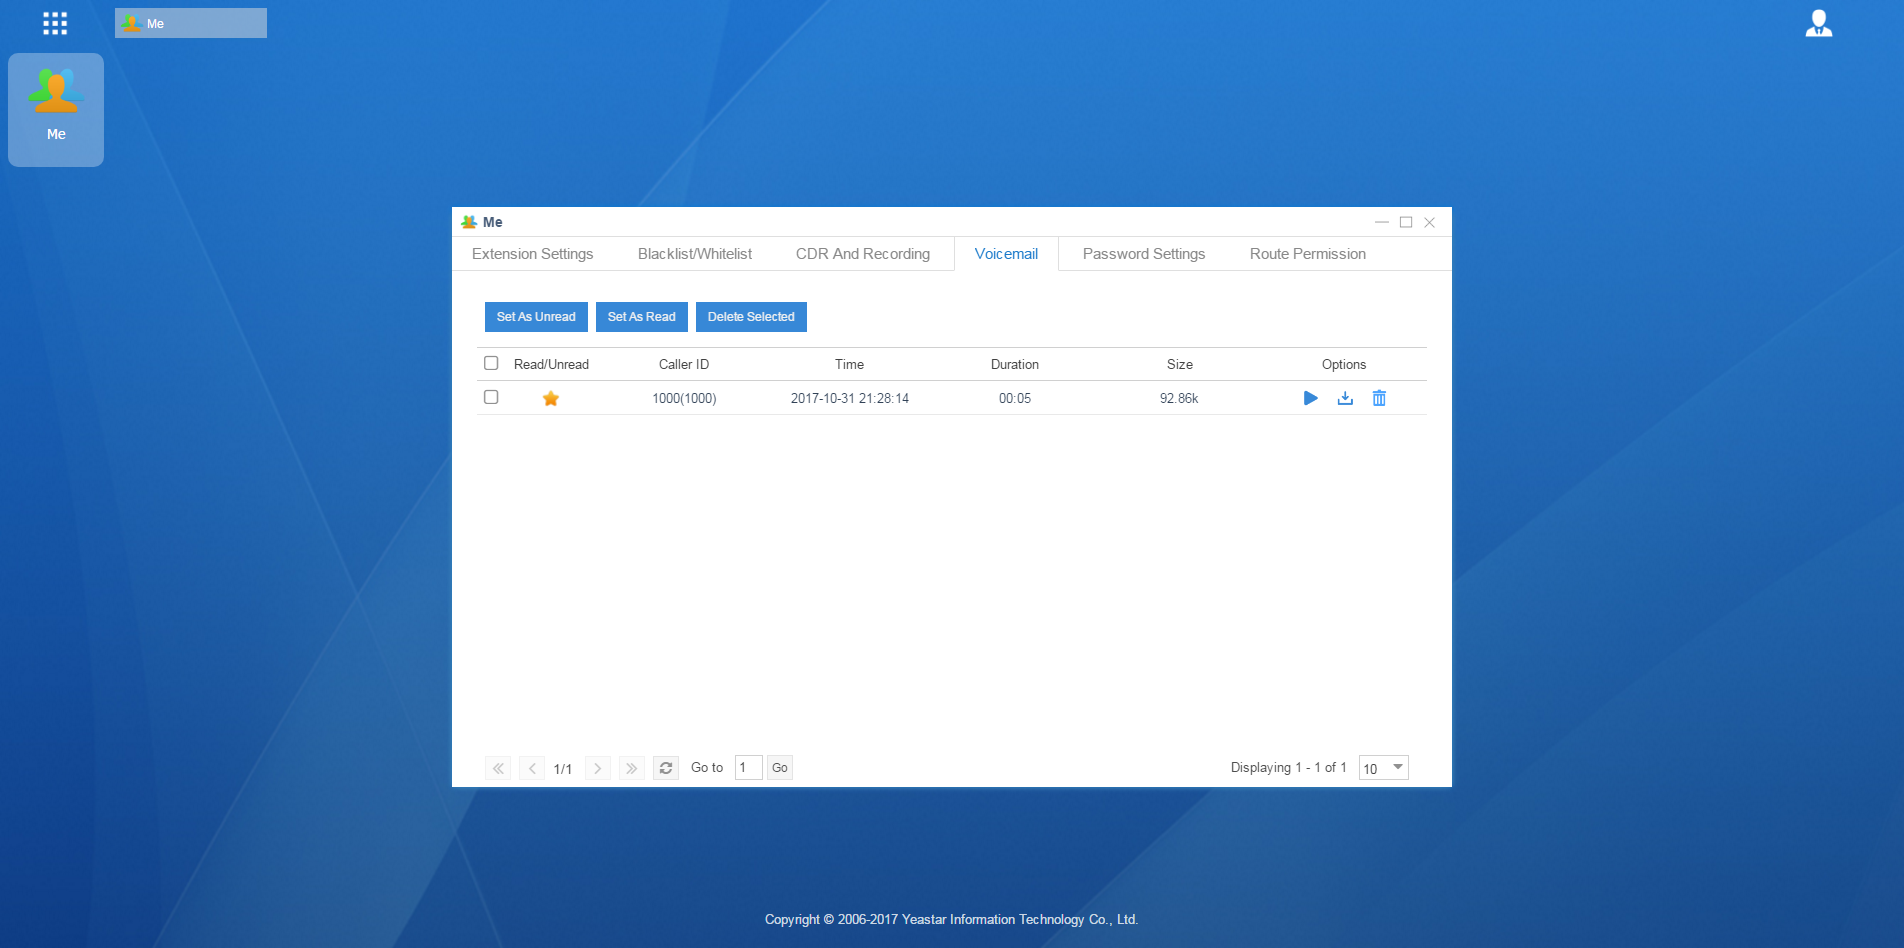 Me
Me
Me
Extension Settings Blacklist/Whitelist CDR And Recording Voicemail Password Settings Route Permission
Set As Unread Set As Read Delete Selected
Read/Unread Caller ID Time Duration Size Options
1000(1000) 2017-10-31 21:28:14 00:05 92.86k
1/1 Go to 1 Go Displaying 1 - 1 of 1 10
Copyright © 2006-2017 Yeastar Information Technology Co., Ltd.